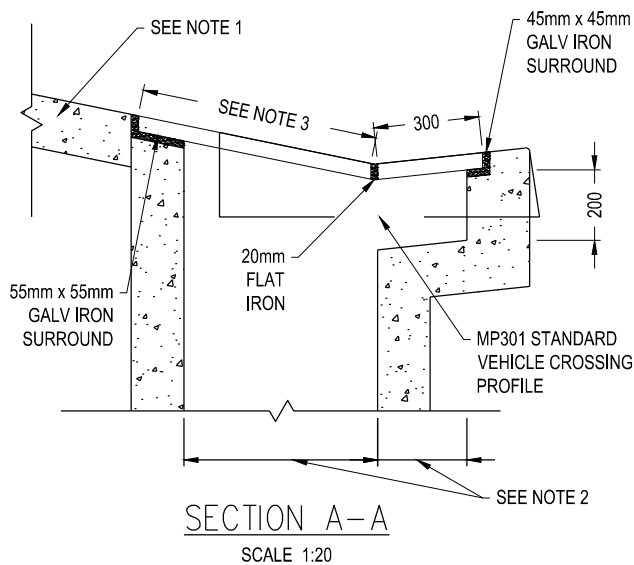 SEE NOTE 1
45mm x 45mm
GALV IRON
SURROUND
SEE NOTE 3
300
200
20mm
FLAT
IRON
55mm x 55mm
GALV IRON
SURROUND
MP301 STANDARD
VEHICLE CROSSING
PROFILE
SEE NOTE 2
SECTION A-A
SCALE 1:20